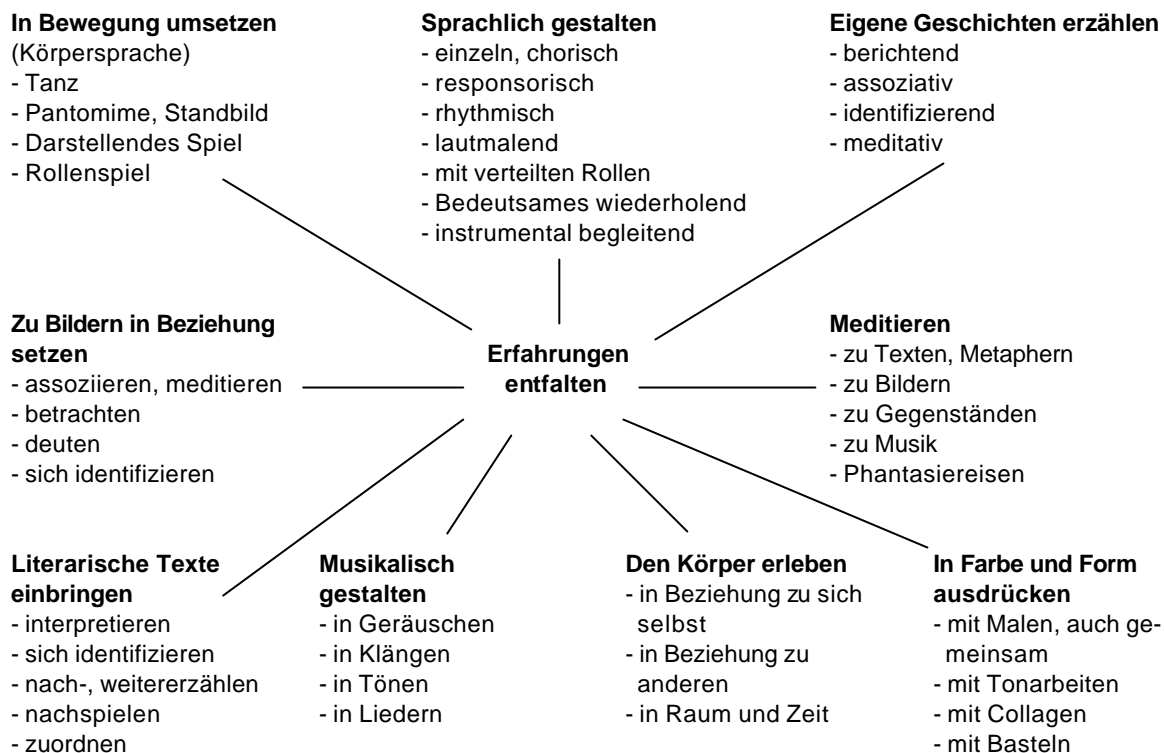 In Bewegung umsetzen
(Körpersprache)
- Tanz
- Pantomime, Standbild
- Darstellendes Spiel
- Rollenspiel
Sprachlich gestalten
- einzeln, chorisch
- responsorisch
- rhythmisch
- lautmalend
- mit verteilten Rollen
- Bedeutsames wiederholend
- instrumental begleitend
Eigene Geschichten erzählen
- berichtend
- assoziativ
- identifizierend
- meditativ
Zu Bildern in Beziehung
setzen
- assoziieren, meditieren
- betrachten
- deuten
- sich identifizieren
Erfahrungen
entfalten
Meditieren
- zu Texten, Metaphern
- zu Bildern
- zu Gegenständen
- zu Musik
- Phantasiereisen
Literarische Texte
einbringen
- interpretieren
- sich identifizieren
- nach-, weitererzählen
- nachspielen
- zuordnen
Musikalisch
gestalten
- in Geräuschen
- in Klängen
- in Tönen
- in Liedern
Den Körper erleben
- in Beziehung zu sich
selbst
- in Beziehung zu
anderen
- in Raum und Zeit
In Farbe und Form
ausdrücken
- mit Malen, auch ge-
meinsam
- mit Tonarbeiten
- mit Collagen
- mit Basteln